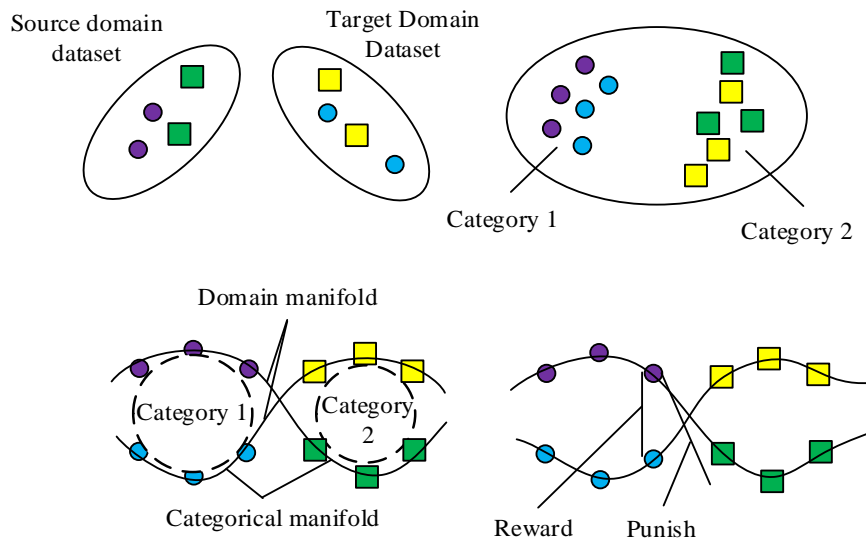 Source domain
dataset
Target Domain
Dataset
Category 1
Category 2
Domain manifold
Category 1
Category
2
Categorical manifold
Reward
Punish